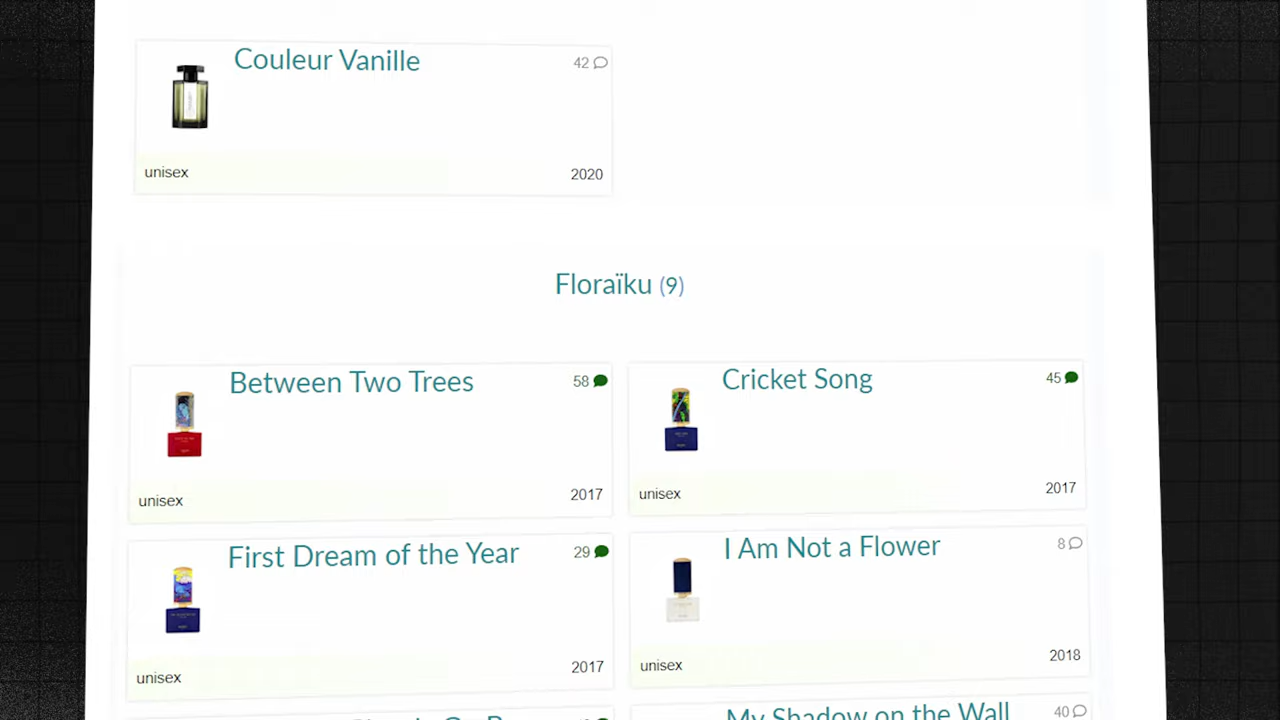 Couleur Vanille
42
unisex
2020
Floraïku (9)
Between Two Trees
58
unisex
2017
Cricket Song
45
unisex
2017
First Dream of the Year
29
unisex
2017
I Am Not a Flower
8
unisex
2018
My Shadow on the Wall
40